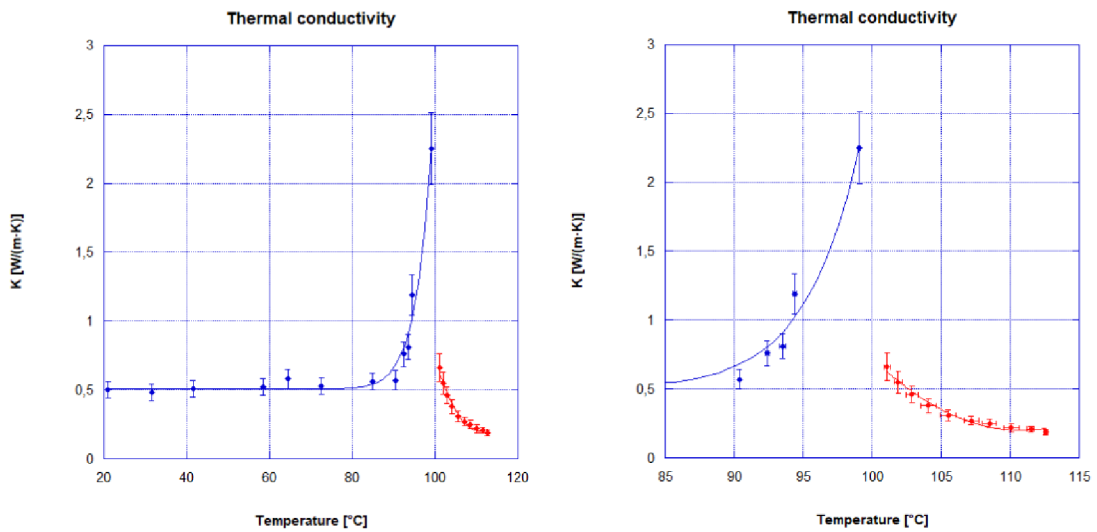 Thermal conductivity
3
2,5
2
1,5
1
0,5
0
20 40 60 80 100 120
K [W/(m·K)]
Temperature [°C]
Thermal conductivity
3
2,5
2
1,5
1
0,5
0
85 90 95 100 105 110 115
K [W/(m·K)]
Temperature [°C]